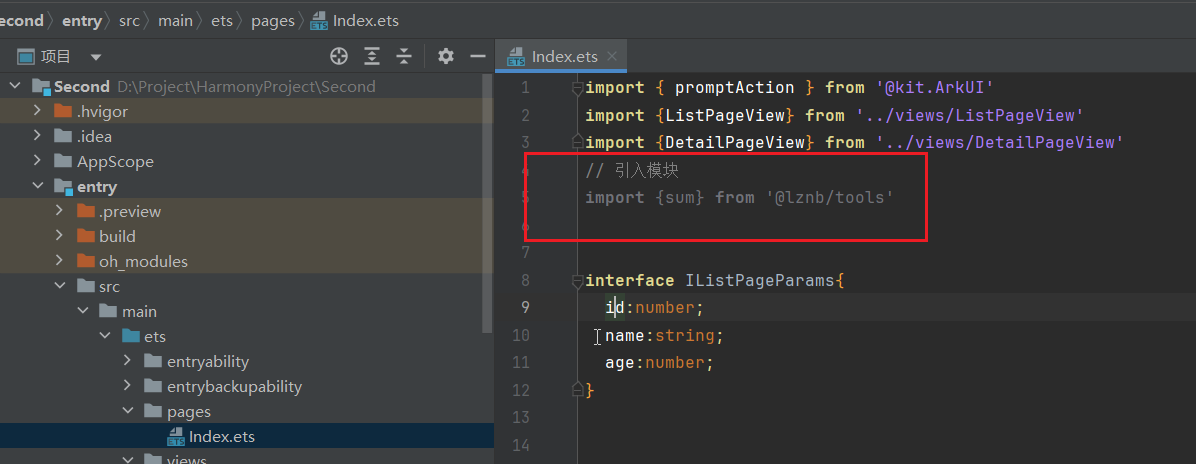 econd〉entry〉src〉main〉ets〉pages〉Index.ets
项目
Index.ets
Second D:\Project\HarmonyProject\Second
.hvigor
.idea
AppScope
entry
.preview
build
oh_modules
src
main
ets
entryability
entrybackupability
pages
Index.ets
views
1 import { promptAction } from '@kit.ArkUI'
2 import {ListPageView} from '../views/ListPageView'
3 import {DetailPageView} from '../views/DetailPageView'
4 // 引入模块
5 import {sum} from '@lznb/tools'
6
7
8 interface IListPageParams{
9 id:number;
10 name:string;
11 age:number;
12 }
13
14